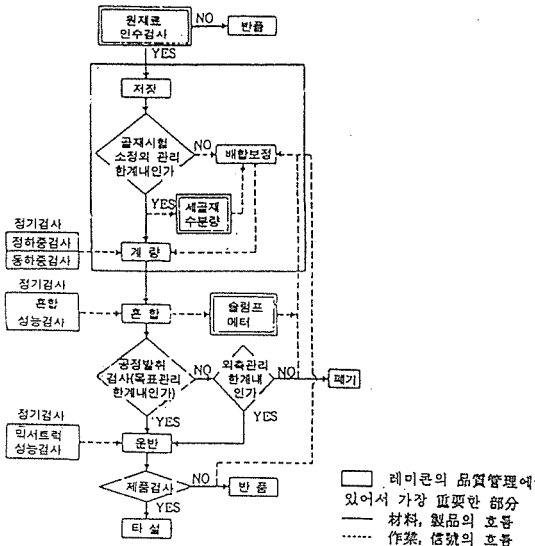 원재료
인수검사
NO
반품
YES
저장
골재시험
소정의 관리
한계내인가
NO
배합보정
YES
세골재
수분량
정기검사
정하중검사
동하중검사
계 량
정기검사
혼합
성능검사
혼 합
슬럼프
메터
공정발취
검사(목표관리
한계내인가)
NO
외측관리
한계내
인가
NO
폐기
YES
YES
정기검사
믹서트럭
성능검사
운반
제품검사
NO
반 품
YES
타 설
레미콘의 品質管理에
있어서 가장 重要한 部分
材料, 製品의 흐름
作業, 信號의 흐름